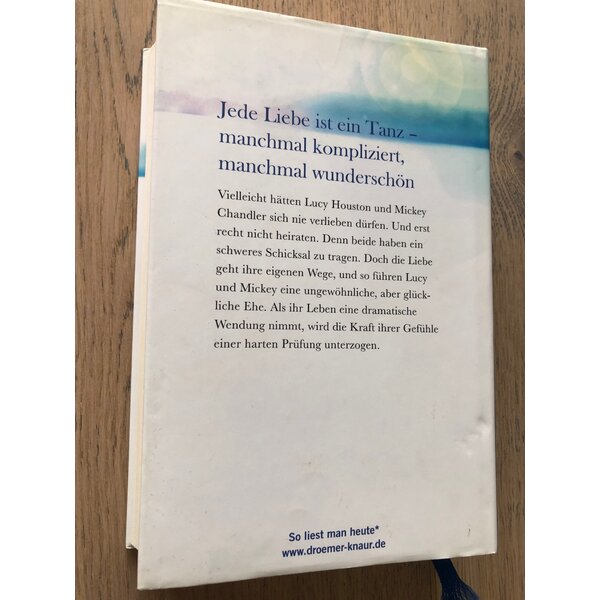 Jede Liebe ist ein Tanz –
manchmal kompliziert,
manchmal wunderschön
Vielleicht hätten Lucy Houston und Mickey
Chandler sich nie verlieben dürfen. Und erst
recht nicht heiraten. Denn beide haben ein
schweres Schicksal zu tragen. Doch die Liebe
geht ihre eigenen Wege, und so führen Lucy
und Mickey eine ungewöhnliche, aber glück-
liche Ehe. Als ihr Leben eine dramatische
Wendung nimmt, wird die Kraft ihrer Gefühle
einer harten Prüfung unterzogen.
So liest man heute*
www.droemer-knaur.de